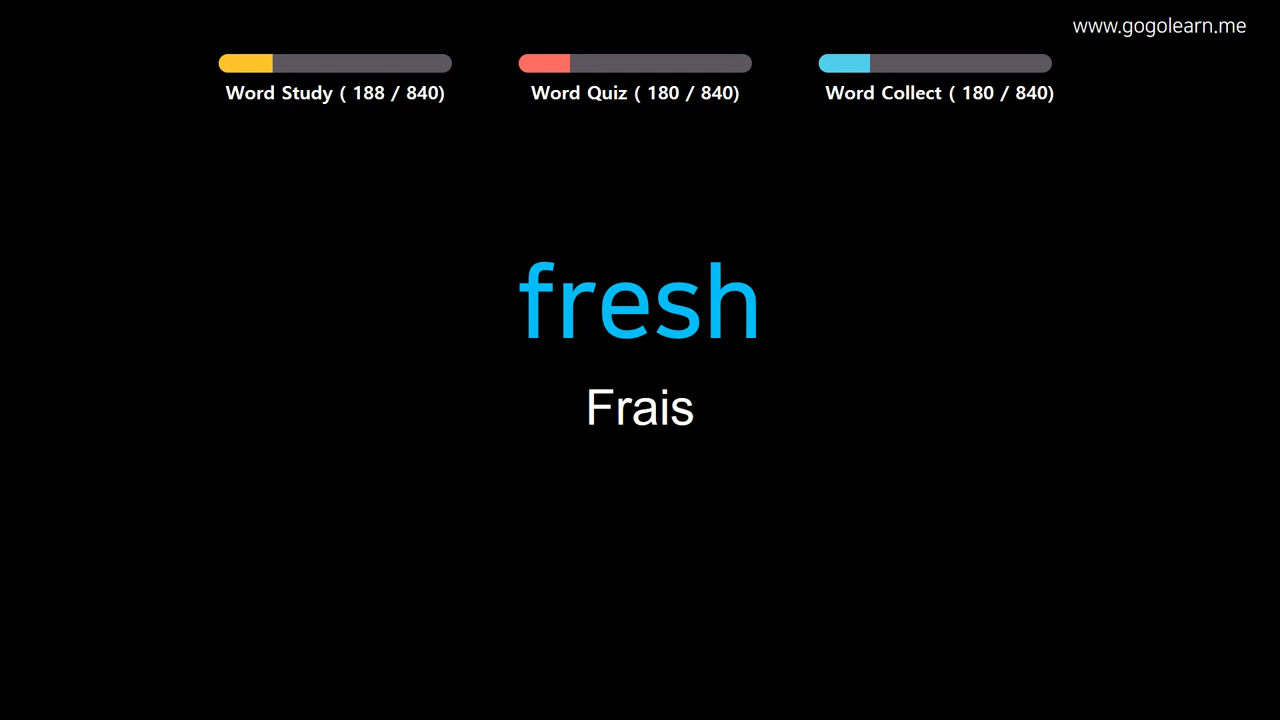 www.gogolearn.me
Word Study ( 188 / 840)
Word Quiz ( 180 / 840)
Word Collect ( 180 / 840)
fresh
Frais